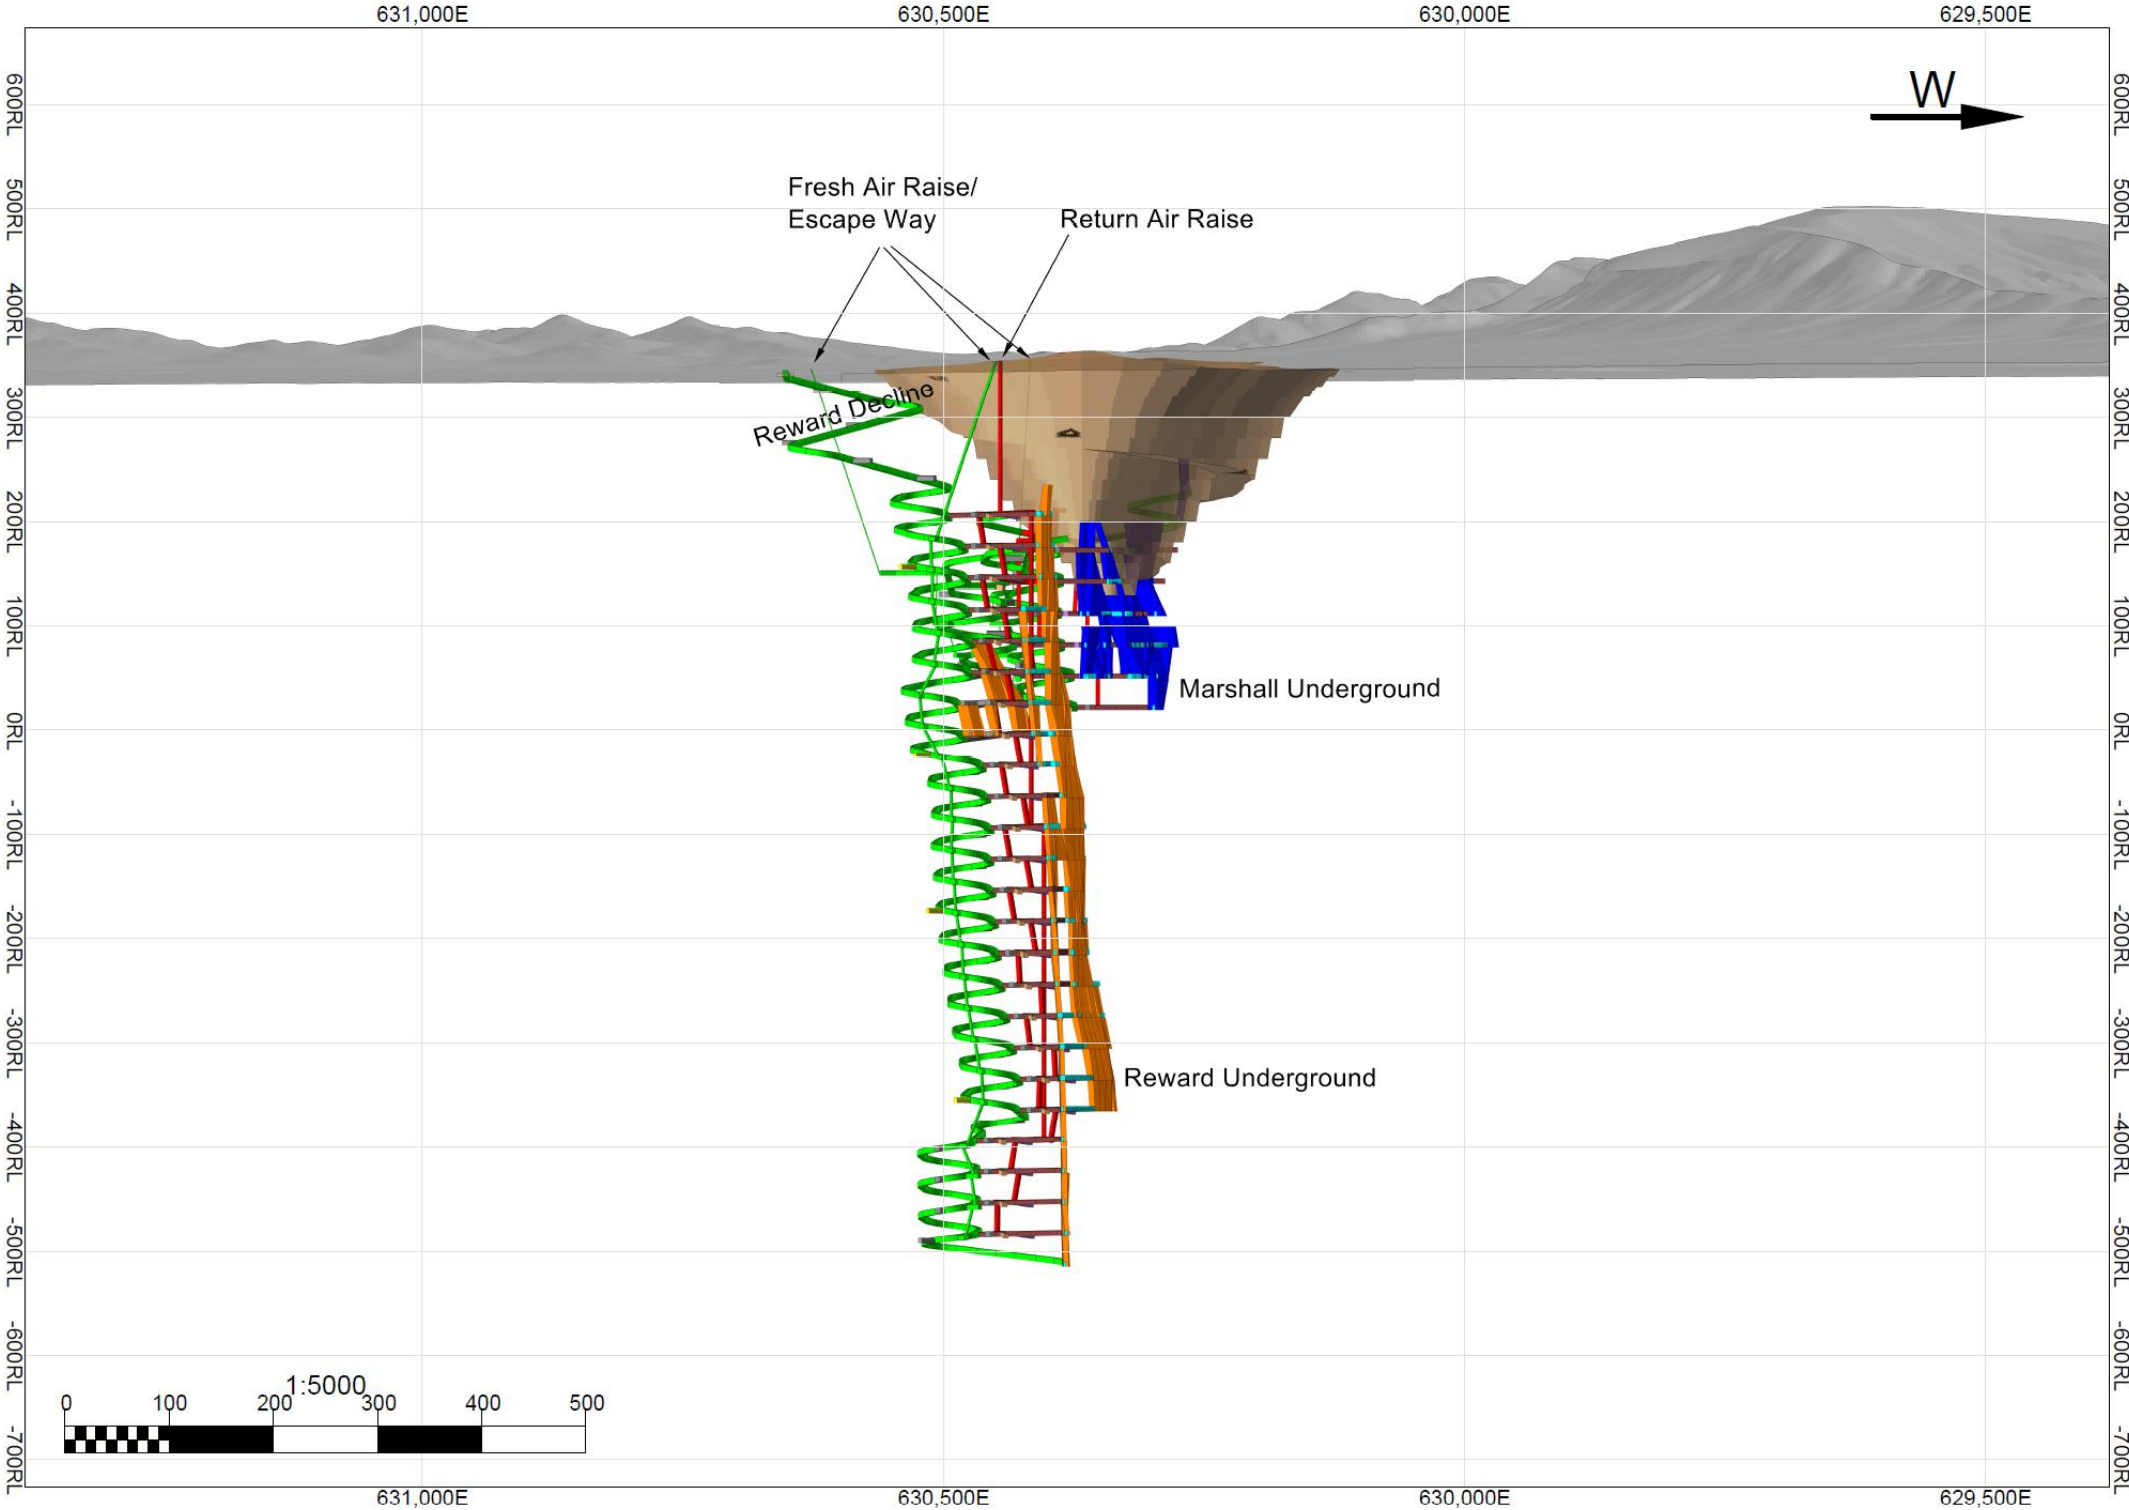 631,000E 630,500E 630,000E 629,500E
W
600RL 600RL
500RL 500RL
400RL 400RL
300RL 300RL
200RL 200RL
100RL 100RL
0RL 0RL
-100RL -100RL
-200RL -200RL
-300RL -300RL
-400RL -400RL
-500RL -500RL
-600RL -600RL
-700RL -700RL
Fresh Air Raise/
Escape Way
Return Air Raise
Reward Decline
Marshall Underground
Reward Underground
1:5000
0 100 200 300 400 500
631,000E 630,500E 630,000E 629,500E